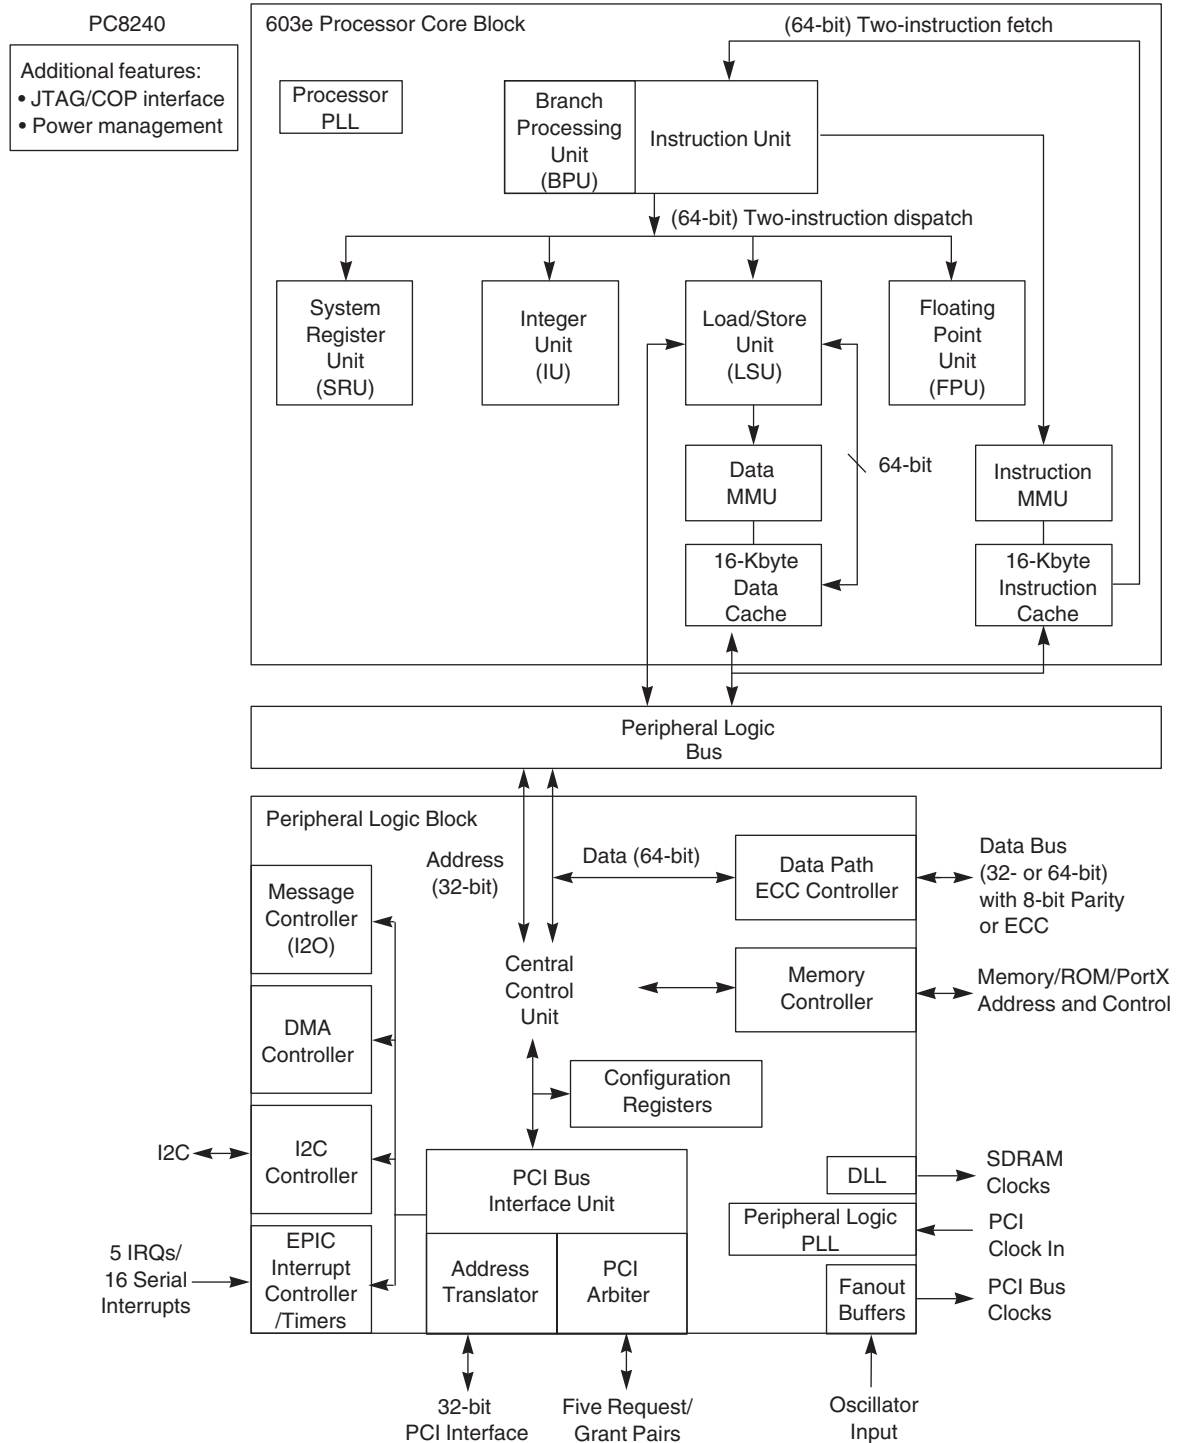 PC8240
Additional features:
• JTAG/COP interface
• Power management
603e Processor Core Block
(64-bit) Two-instruction fetch
Processor
PLL
Branch
Processing
Unit
(BPU)
Instruction Unit
(64-bit) Two-instruction dispatch
System
Register
Unit
(SRU)
Integer
Unit
(IU)
Load/Store
Unit
(LSU)
Floating
Point
Unit
(FPU)
Data
MMU
64-bit
Instruction
MMU
16-Kbyte
Data
Cache
16-Kbyte
Instruction
Cache
Peripheral Logic
Bus
Peripheral Logic Block
Address
(32-bit)
Data (64-bit)
Data Path
ECC Controller
Data Bus
(32- or 64-bit)
with 8-bit Parity
or ECC
Message
Controller
(I2O)
Central
Control
Unit
Memory
Controller
Memory/ROM/PortX
Address and Control
DMA
Controller
Configuration
Registers
I2C
I2C
Controller
PCI Bus
Interface Unit
DLL
SDRAM
Clocks
Peripheral Logic
PLL
PCI
Clock In
5 IRQs/
16 Serial
Interrupts
EPIC
Interrupt
Controller
/Timers
Address
Translator
PCI
Arbiter
Fanout
Buffers
PCI Bus
Clocks
32-bit
PCI Interface
Five Request/
Grant Pairs
Oscillator
Input